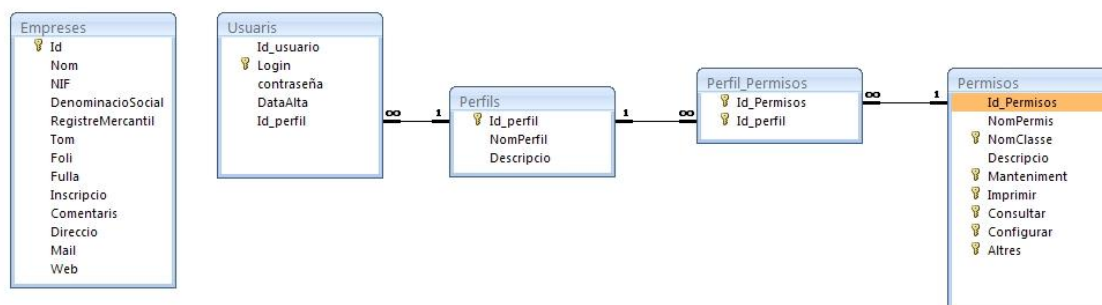 Empreses
Id
Nom
NIF
DenominacioSocial
RegistreMercantil
Tom
Foli
Fulla
Inscripcio
Comentaris
Direccio
Mail
Web
Usuaris
Id_usuario
Login
contraseña
DataAlta
Id_perfil
∞
1
Perfils
Id_perfil
NomPerfil
Descripcio
1
∞
Perfil_Permisos
Id_Permisos
Id_perfil
∞
1
Permisos
Id_Permisos
NomPermis
NomClasse
Descripcio
Manteniment
Imprimir
Consultar
Configurar
Altres